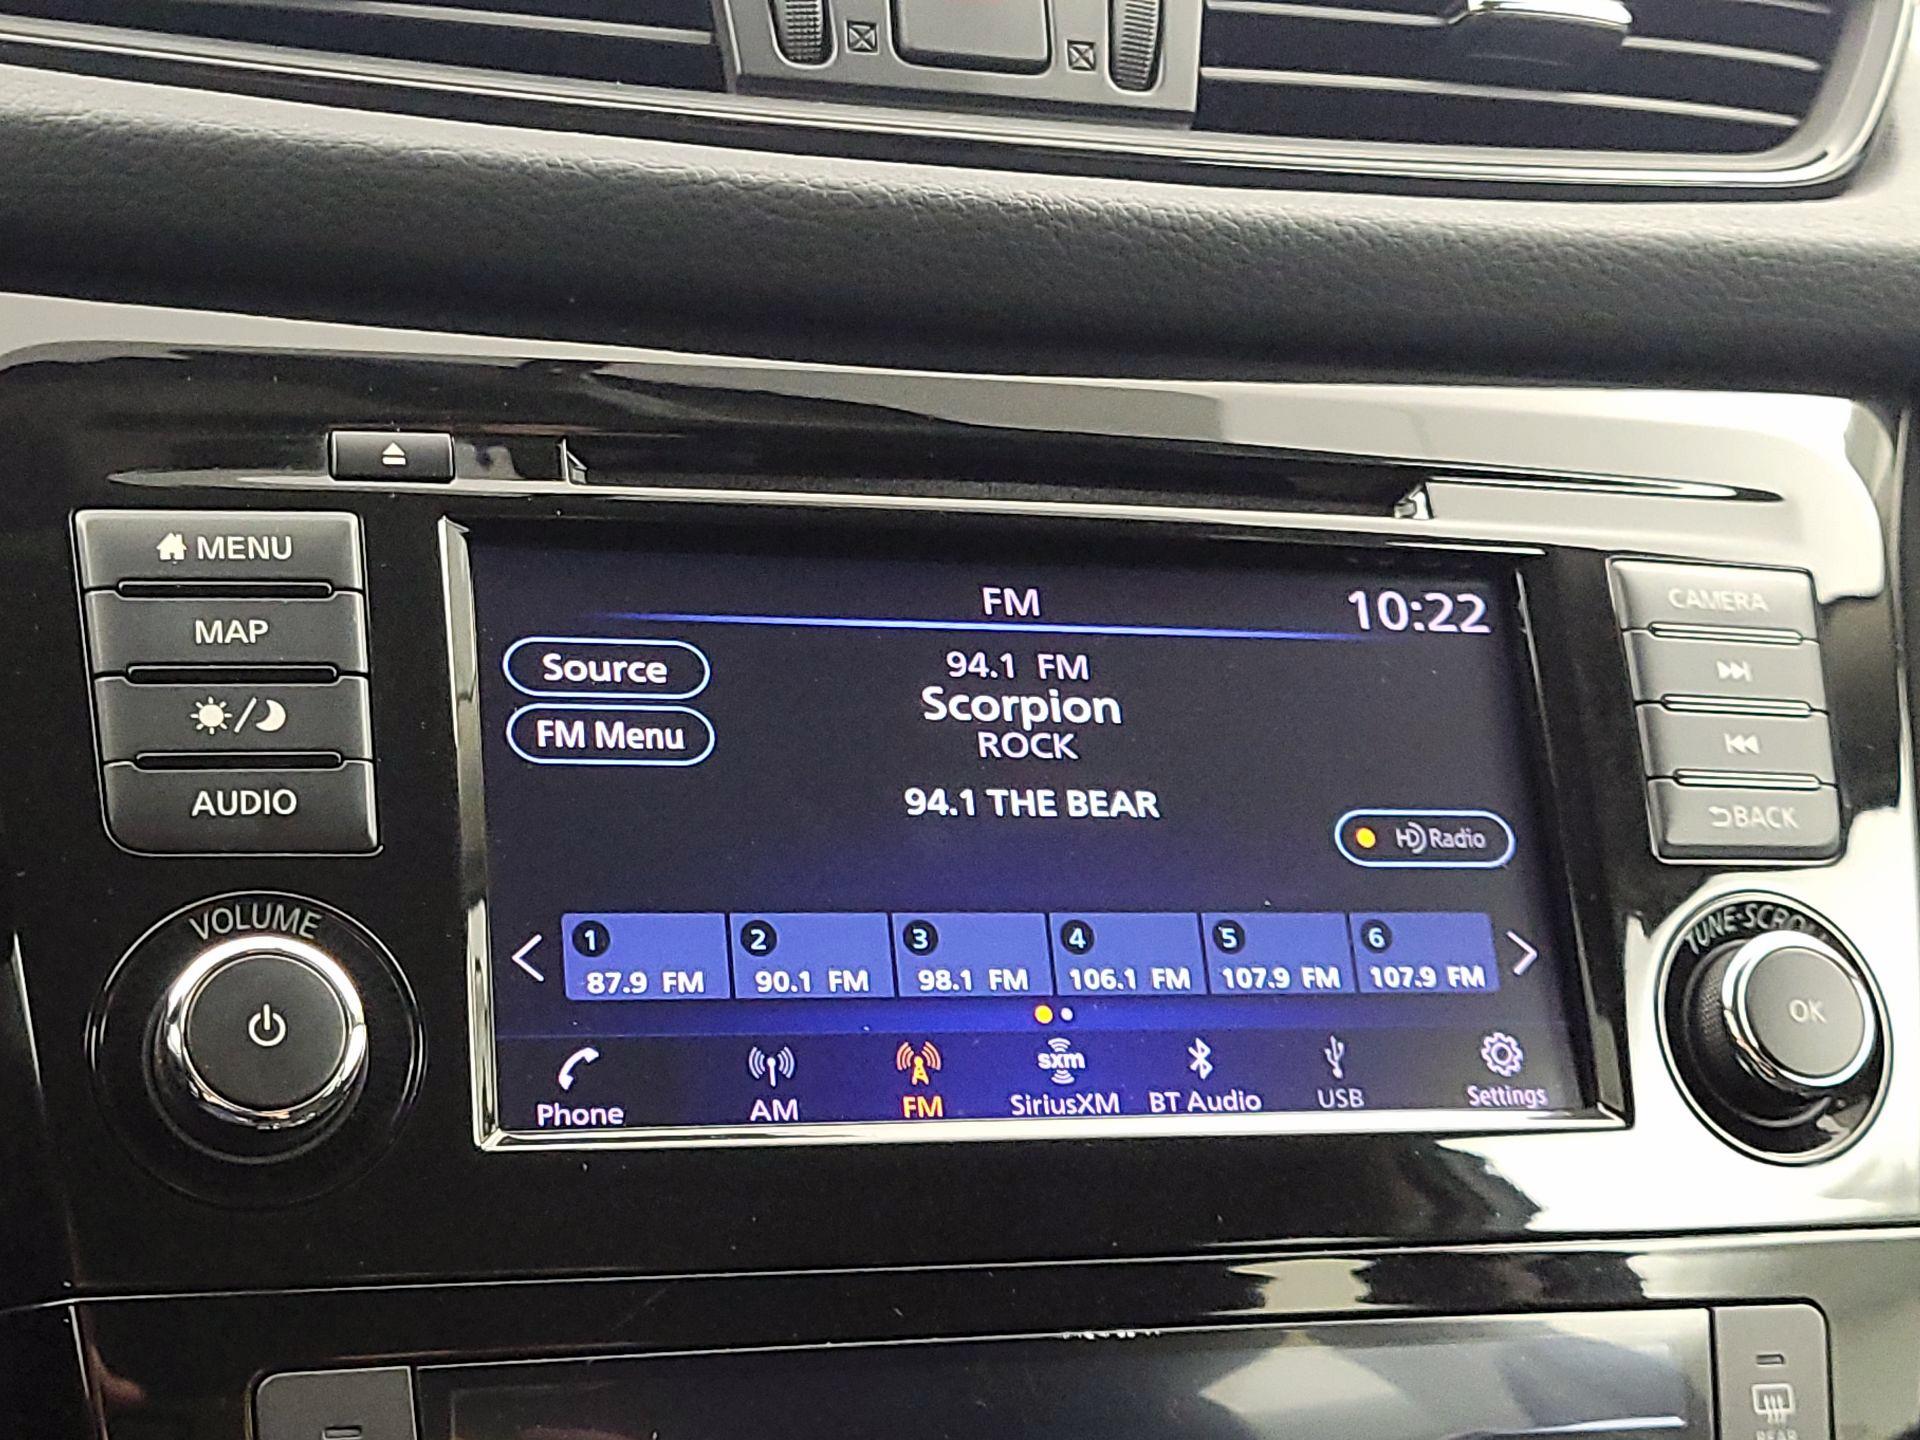 MENU
MAP
AUDIO
VOLUME
FM
10:22
Source
FM Menu
94.1 FM
Scorpion
ROCK
94.1 THE BEAR
HD Radio
1 2 3 4 5 6
87.9 FM 90.1 FM 98.1 FM 106.1 FM 107.9 FM 107.9 FM
sxm
Phone AM FM SiriusXM BT Audio USB Settings
CAMERA
BACK
TUNE·SCROLL
OK
REAR